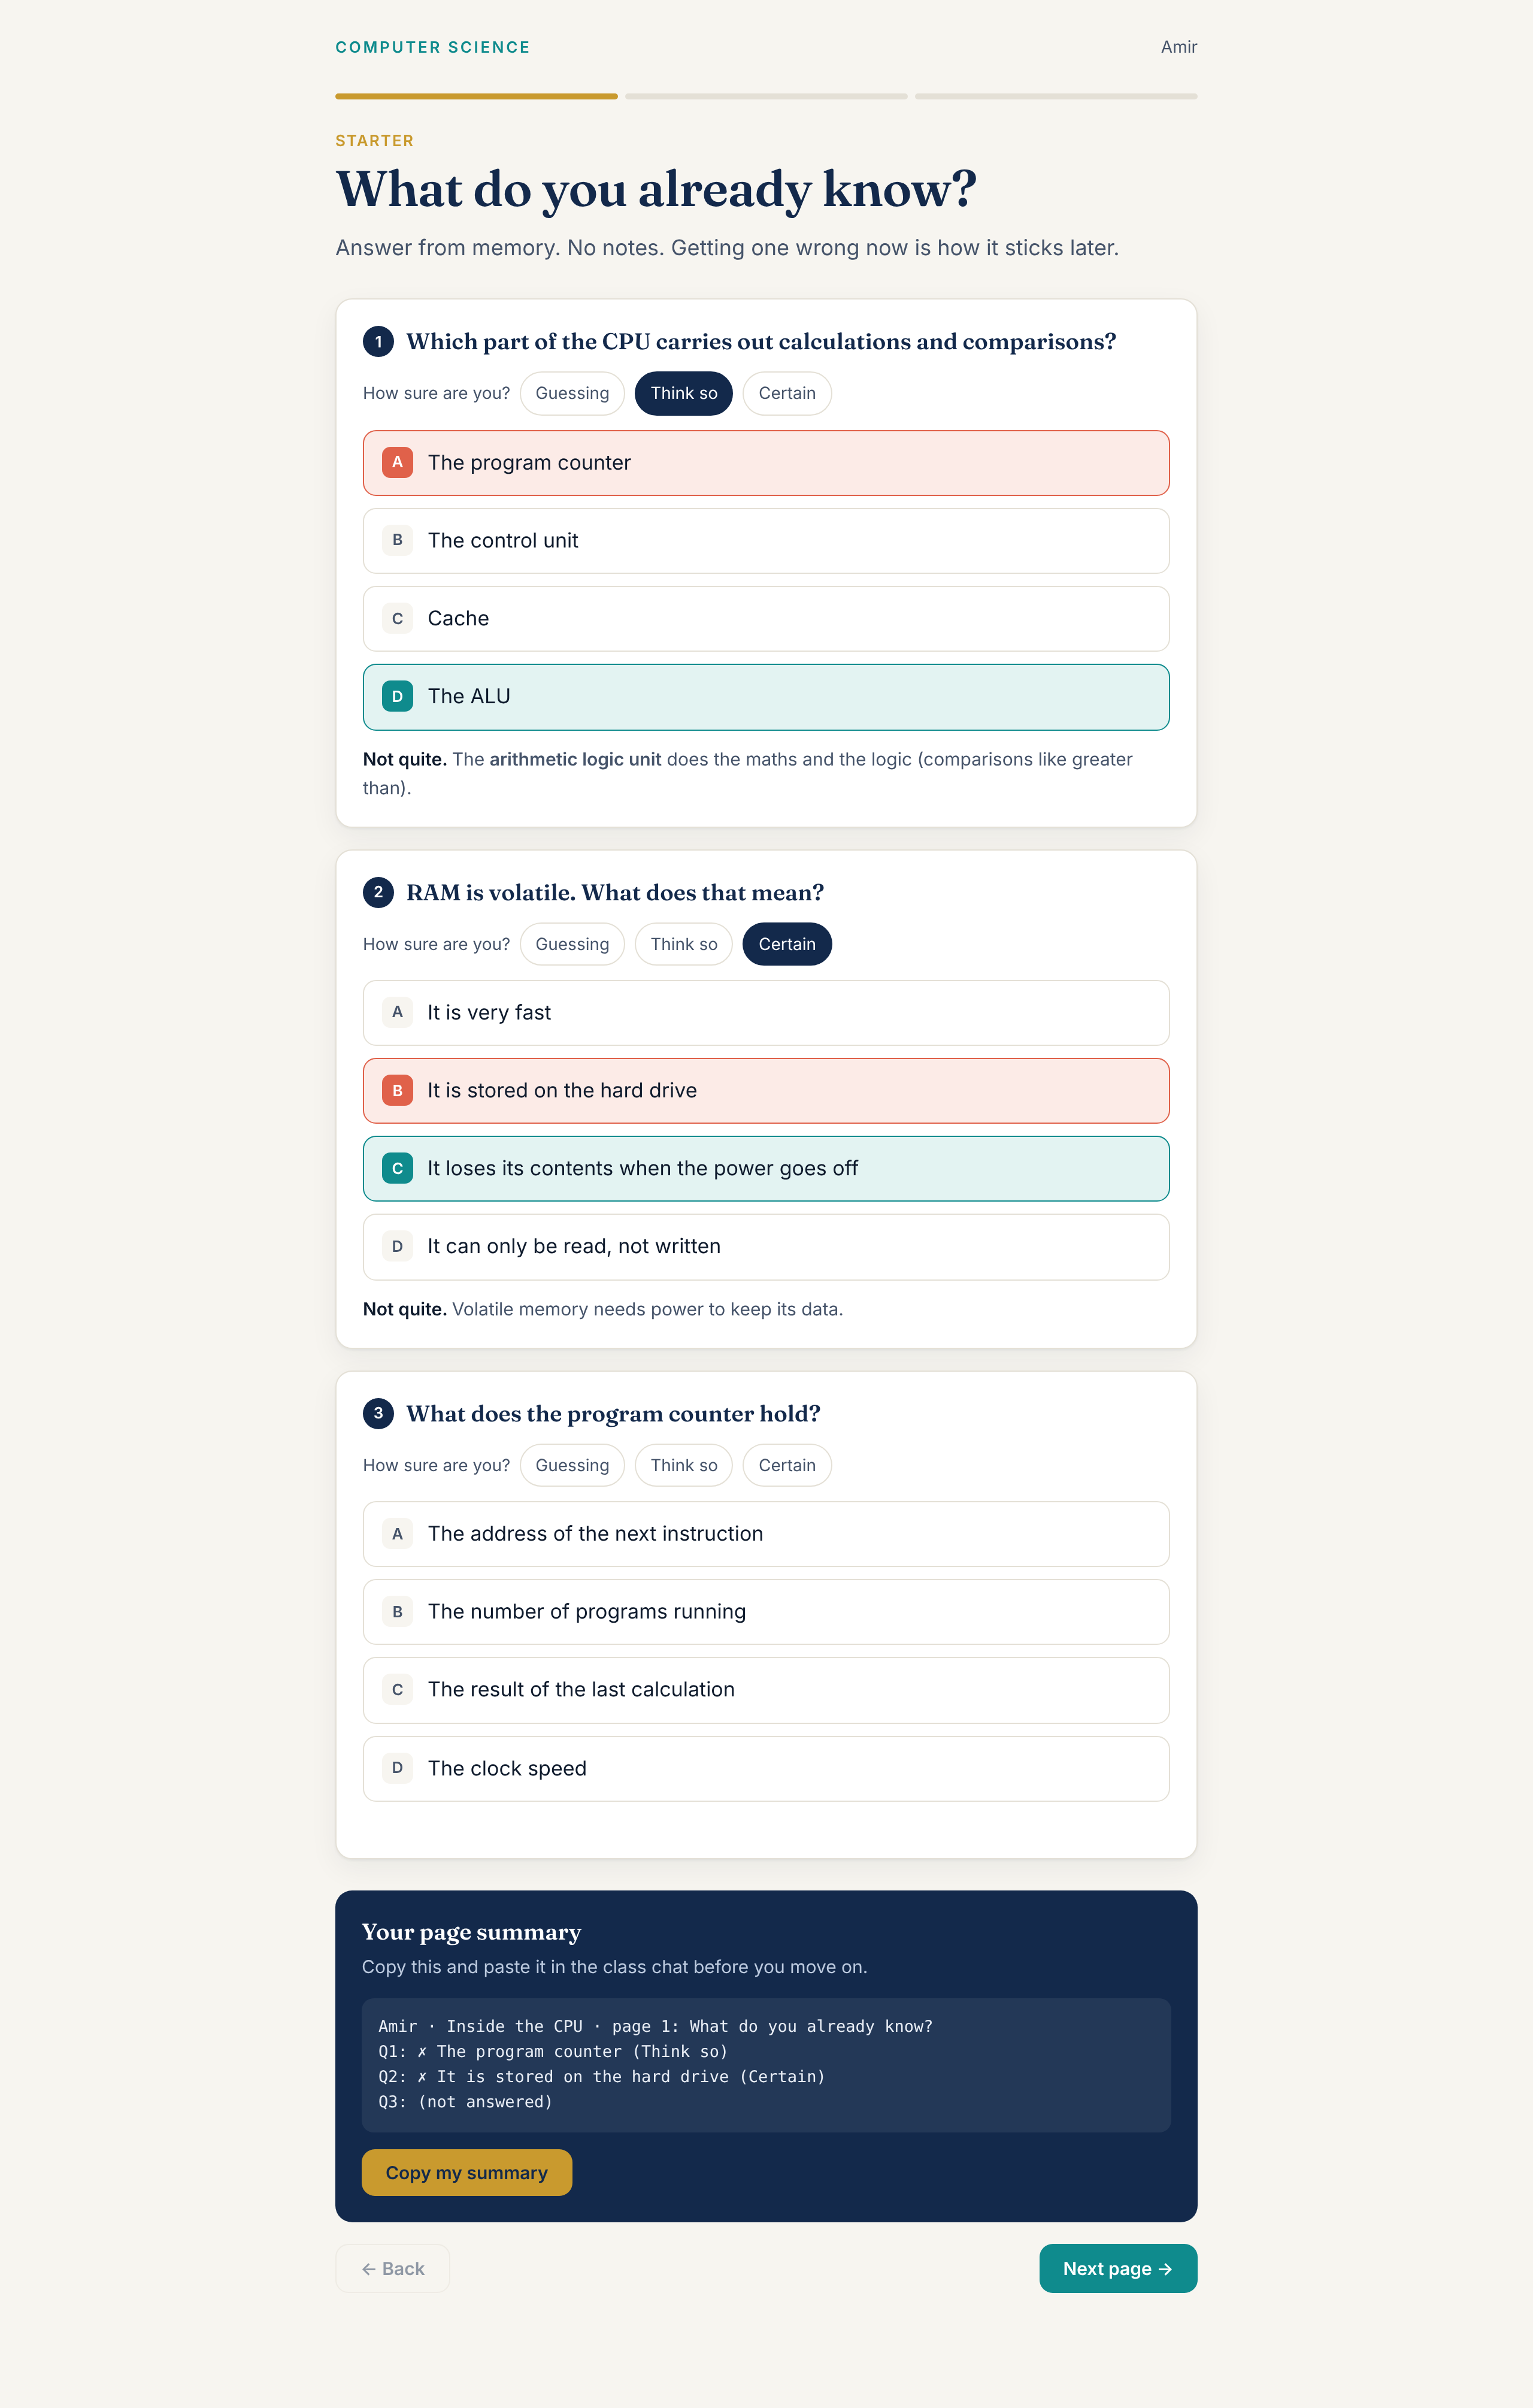 COMPUTER SCIENCE
Amir
STARTER
What do you already know?
Answer from memory. No notes. Getting one wrong now is how it sticks later.
1 Which part of the CPU carries out calculations and comparisons?
How sure are you? Guessing Think so Certain
A The program counter
B The control unit
C Cache
D The ALU
Not quite. The arithmetic logic unit does the maths and the logic (comparisons like greater
than).
2 RAM is volatile. What does that mean?
How sure are you? Guessing Think so Certain
A It is very fast
B It is stored on the hard drive
C It loses its contents when the power goes off
D It can only be read, not written
Not quite. Volatile memory needs power to keep its data.
3 What does the program counter hold?
How sure are you? Guessing Think so Certain
A The address of the next instruction
B The number of programs running
C The result of the last calculation
D The clock speed
Your page summary
Copy this and paste it in the class chat before you move on.
Amir · Inside the CPU · page 1: What do you already know?
Q1: ✗ The program counter (Think so)
Q2: ✗ It is stored on the hard drive (Certain)
Q3: (not answered)
Copy my summary
← Back
Next page →